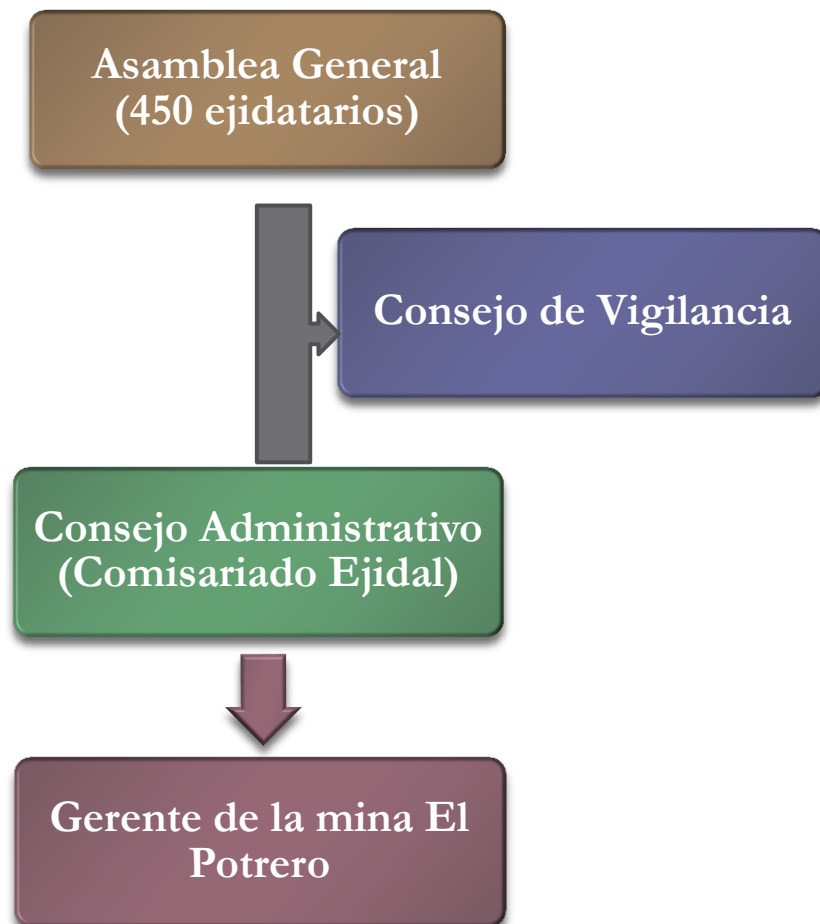 Asamblea General
(450 ejidatarios)
Consejo de Vigilancia
Consejo Administrativo
(Comisariado Ejidal)
Gerente de la mina El
Potrero